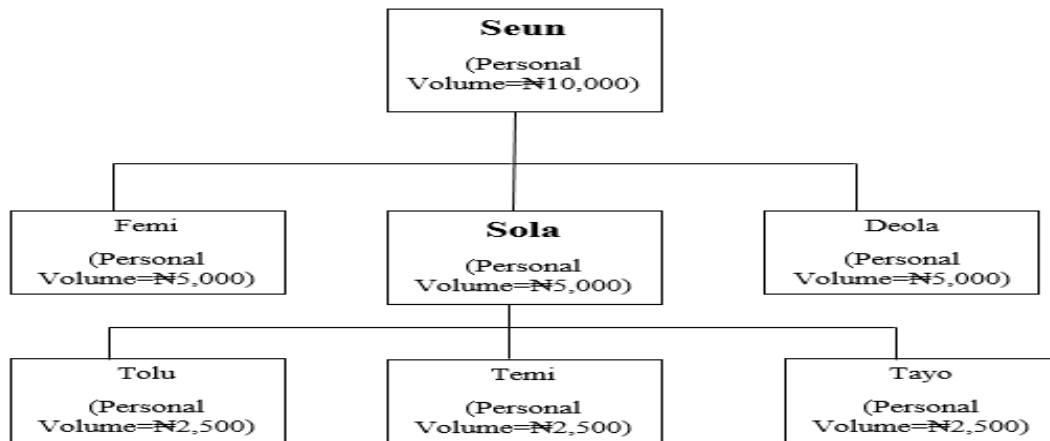 Seun
(Personal
Volume=₦10,000)
Femi
(Personal
Volume=₦5,000)
Sola
(Personal
Volume=₦5,000)
Deola
(Personal
Volume=₦5,000)
Tolu
(Personal
Volume=₦2,500)
Temi
(Personal
Volume=₦2,500)
Tayo
(Personal
Volume=₦2,500)